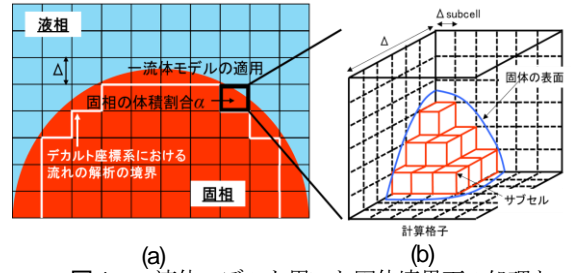 液相
Δ
一流体モデルの適用
固相の体積割合α
デカルト座標系における
流れの解析の境界
固相
(a)
Δ subcell
Δ
固体の表面
サブセル
計算格子
(b)